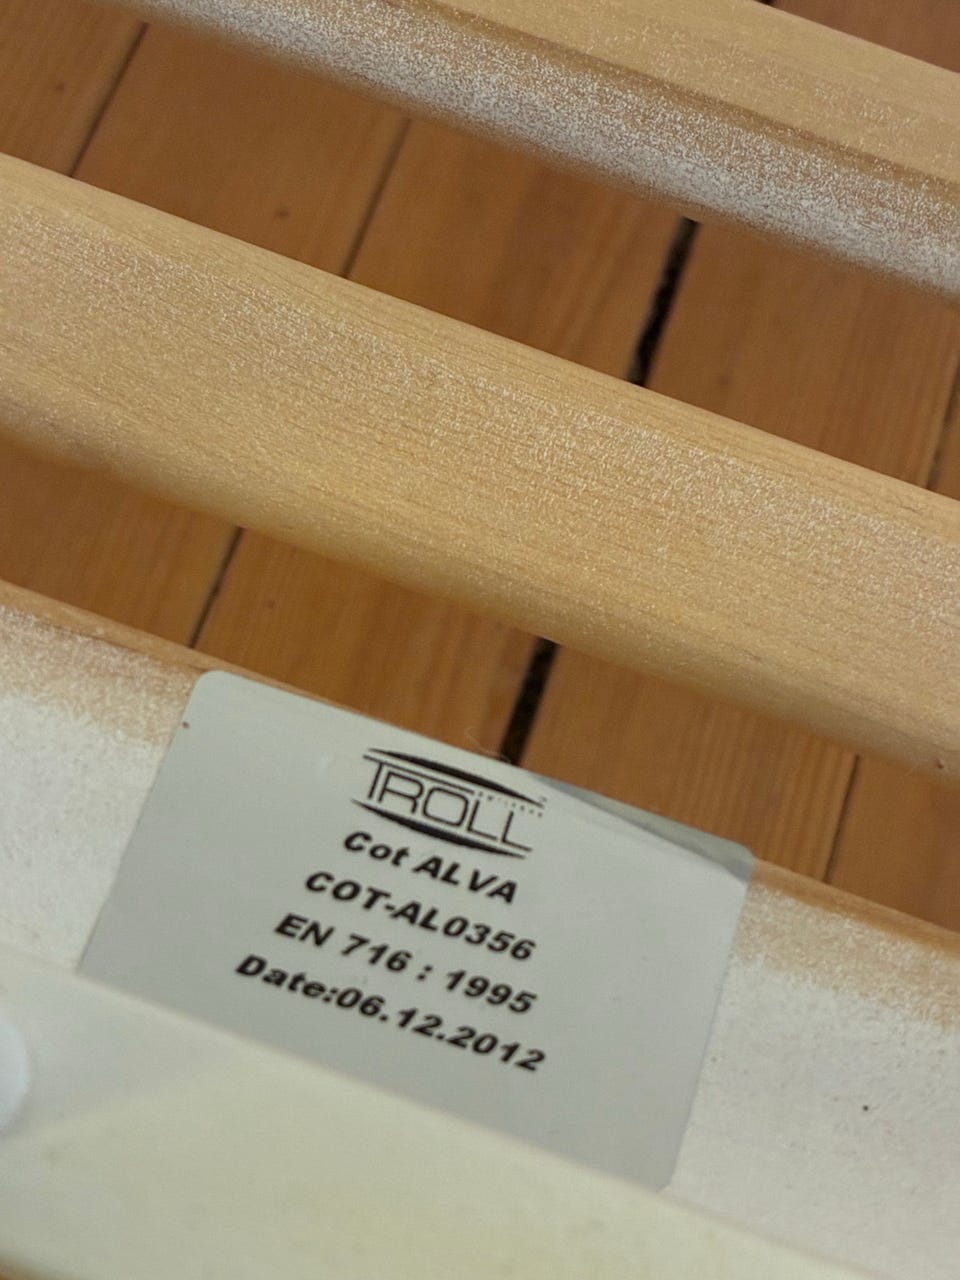 TROLL
Cot ALVA
COT-AL0356
EN 716 : 1995
Date:06.12.2012